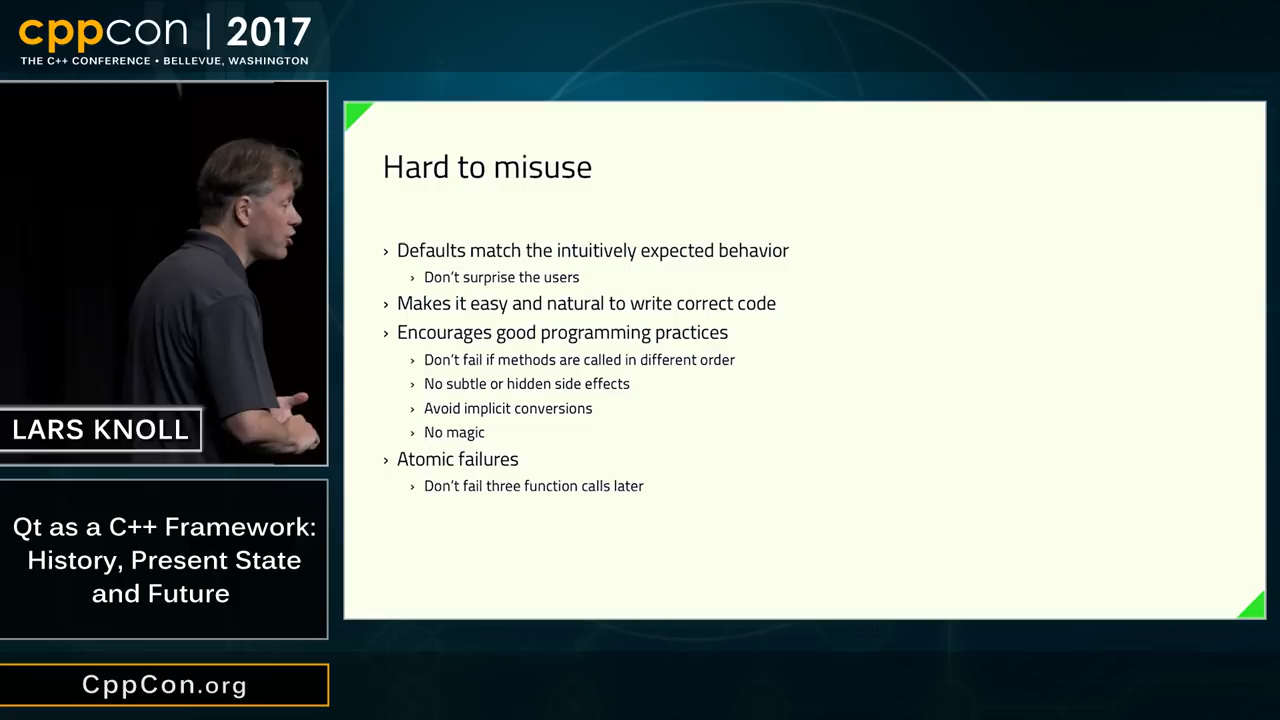 cppcon | 2017
THE C++ CONFERENCE • BELLEVUE, WASHINGTON
LARS KNOLL
Qt as a C++ Framework:
History, Present State
and Future
CppCon.org
Hard to misuse
› Defaults match the intuitively expected behavior
› Don't surprise the users
› Makes it easy and natural to write correct code
› Encourages good programming practices
› Don't fail if methods are called in different order
› No subtle or hidden side effects
› Avoid implicit conversions
› No magic
› Atomic failures
› Don't fail three function calls later